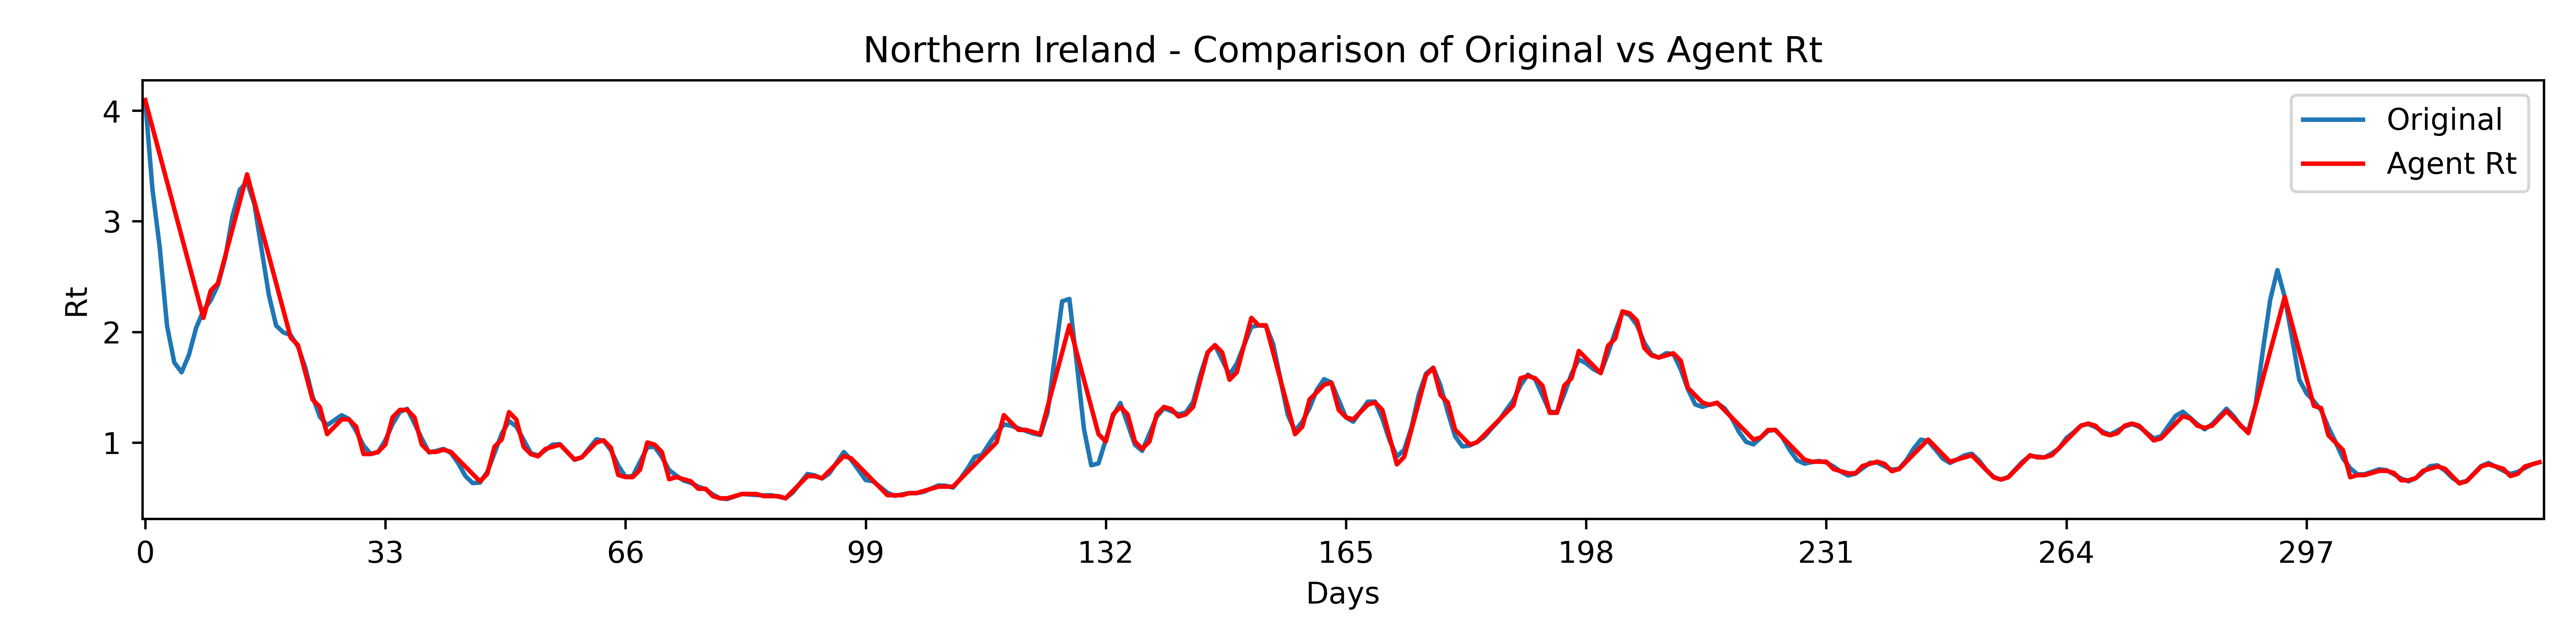 Northern Ireland - Comparison of Original vs Agent Rt
4
3
2
1
Rt
Original
Agent Rt
0 33 66 99 132 165 198 231 264 297
Days